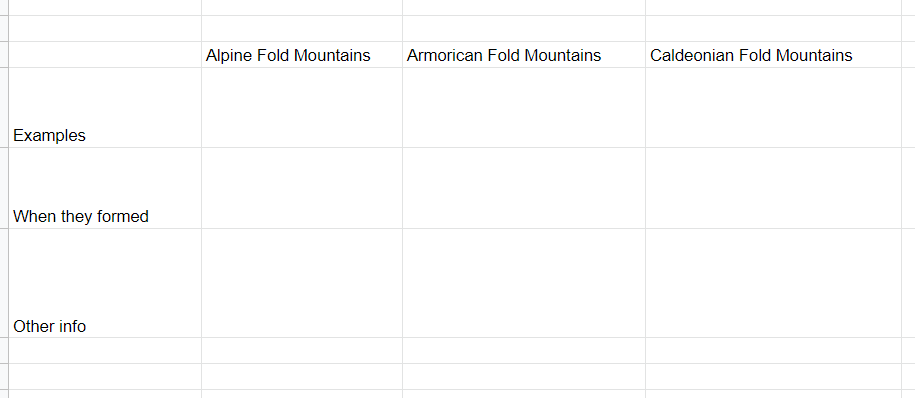 Alpine Fold Mountains Armorican Fold Mountains Caldeonian Fold Mountains
Examples
When they formed
Other info